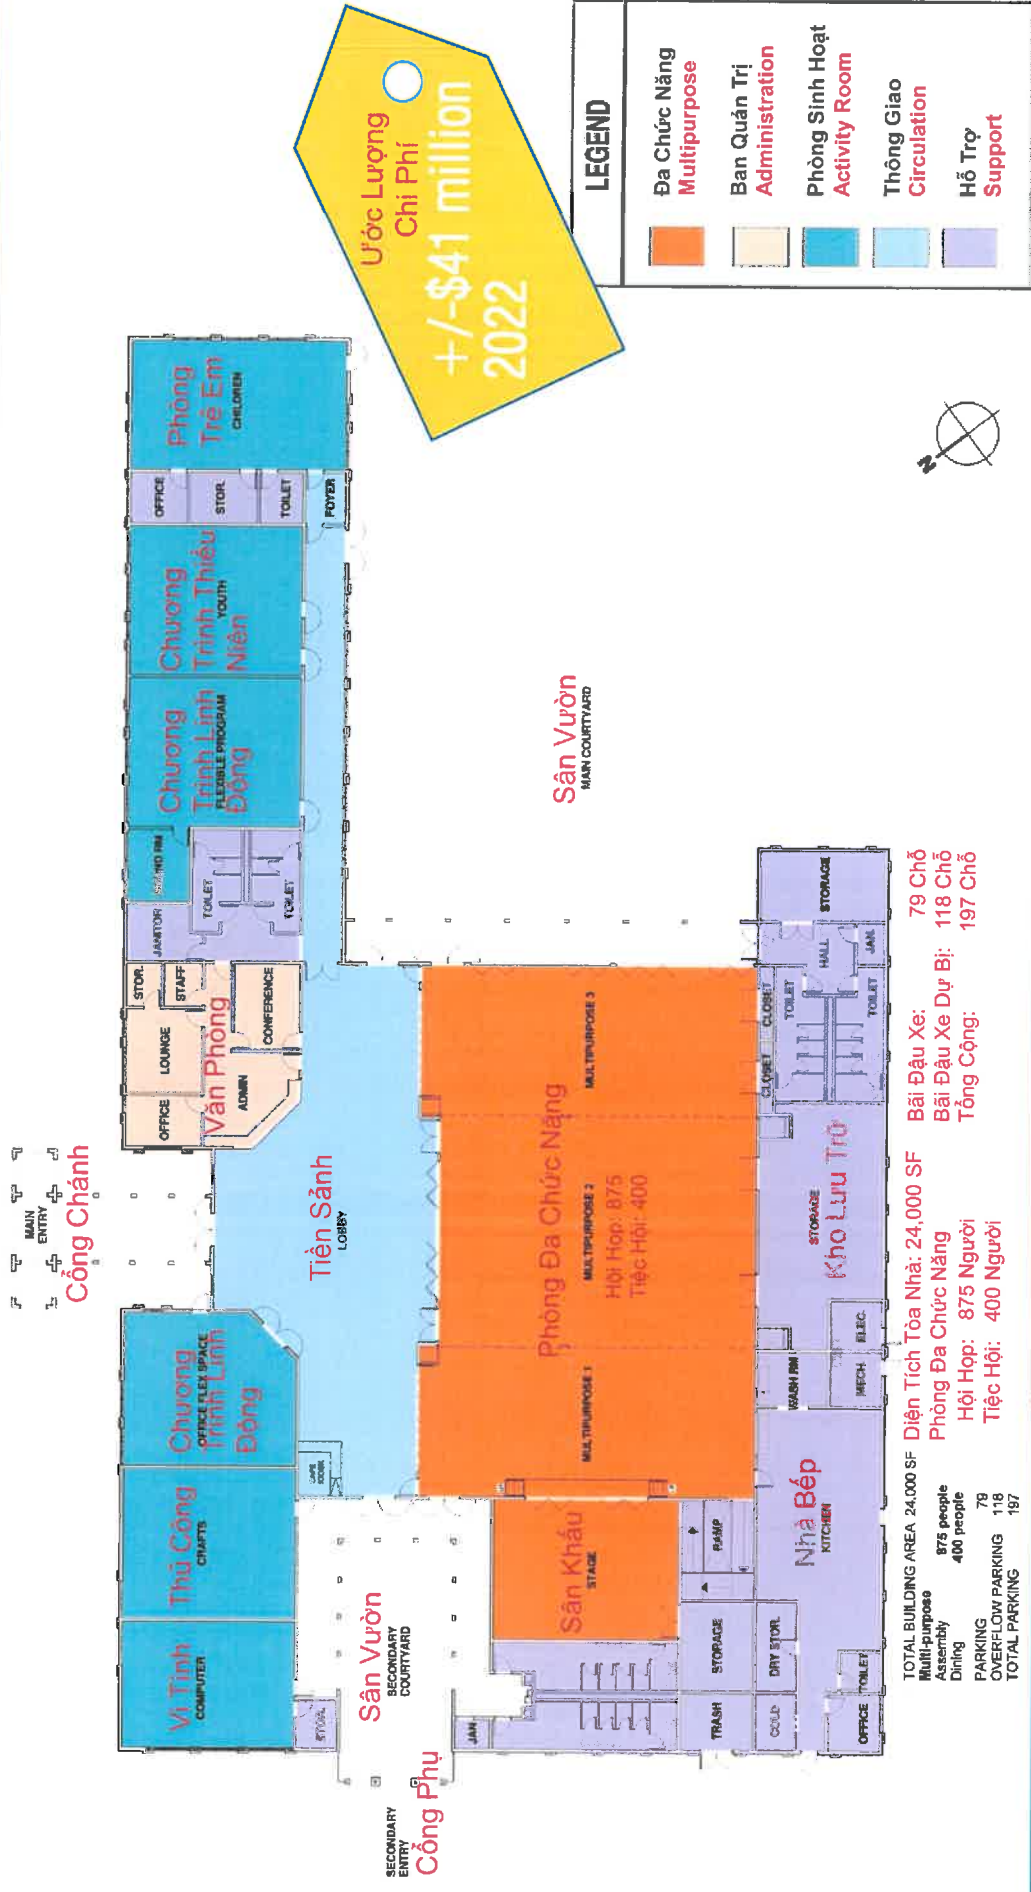 MAIN
ENTRY
Cổng Chánh
Vi Tính
COMPUTER
Thủ Công
CRAFTS
Chương
OFFICE FLEX SPACE
Trình Linh
Động
STOR.
CAFE
KIOSK
Tiền Sảnh
LOBBY
OFFICE
LOUNGE
STOR.
STAFF
Văn Phòng
ADMIN
CONFERENCE
JANITOR
SOUND RM
TOILET
TOILET
Chương
Trình Linh
FLEXIBLE PROGRAM
Động
Chương
Trình Thiếu
YOUTH
Niên
OFFICE
STOR.
TOILET
FOYER
Phòng
Trẻ Em
CHILDREN
SECONDARY
ENTRY
Cổng Phụ
Sân Vườn
SECONDARY
COURTYARD
JAN
Sân Khấu
STAGE
Phòng Đa Chức Năng
MULTIPURPOSE 1
MULTIPURPOSE 2
MULTIPURPOSE 3
Hội Họp: 875
Tiệc Hội: 400
Sân Vườn
MAIN COURTYARD
TRASH
STORAGE
RAMP
COLD
DRY STOR.
OFFICE
TOILET
Nhà Bếp
KITCHEN
WASH RM
MECH.
ELEC.
STORAGE
Kho Lưu Trữ
CLOSET
CLOSET
TOILET
TOILET
HALL
JAN.
STORAGE
TOTAL BUILDING AREA 24,000 SF
Multi-purpose
Assembly 875 people
Dining 400 people
PARKING 79
OVERFLOW PARKING 118
TOTAL PARKING 197
Diện Tích Tòa Nhà: 24,000 SF
Phòng Đa Chức Năng
Hội Họp: 875 Người
Tiệc Hội: 400 Người
Bãi Đậu Xe: 79 Chỗ
Bãi Đậu Xe Dự Bị: 118 Chỗ
Tổng Cộng: 197 Chỗ
N
Ước Lượng
Chi Phí
+/-$41 million
2022
LEGEND
Đa Chức Năng
Multipurpose
Ban Quản Trị
Administration
Phòng Sinh Hoạt
Activity Room
Thông Giao
Circulation
Hỗ Trợ
Support